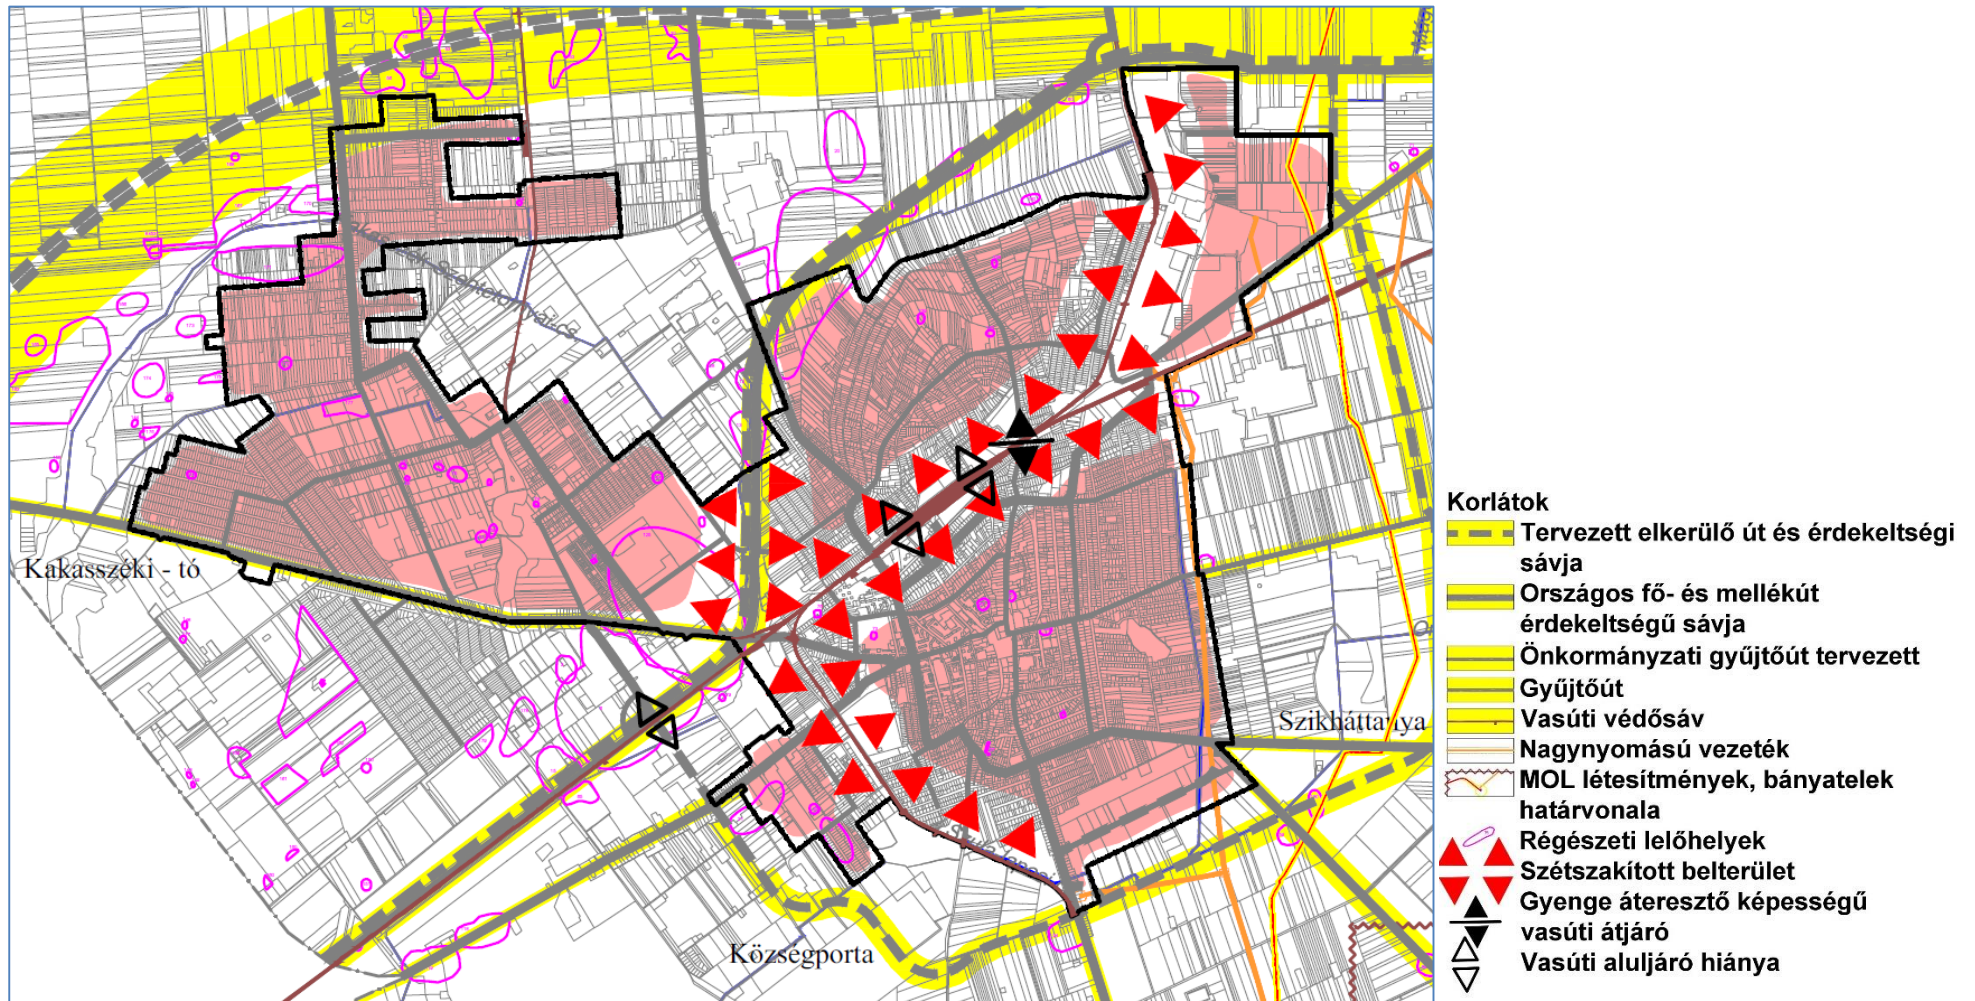 Kakasszéki - tó
Szikháttanya
Községporta
Korlátok
Tervezett elkerülő út és érdekeltségi
sávja
Országos fő- és mellékút
érdekeltségű sávja
Önkormányzati gyűjtőút tervezett
Gyűjtőút
Vasúti védősáv
Nagynyomású vezeték
MOL létesítmények, bányatelek
határvonala
Régészeti lelőhelyek
Szétszakított belterület
Gyenge áteresztő képességű
vasúti átjáró
Vasúti aluljáró hiánya